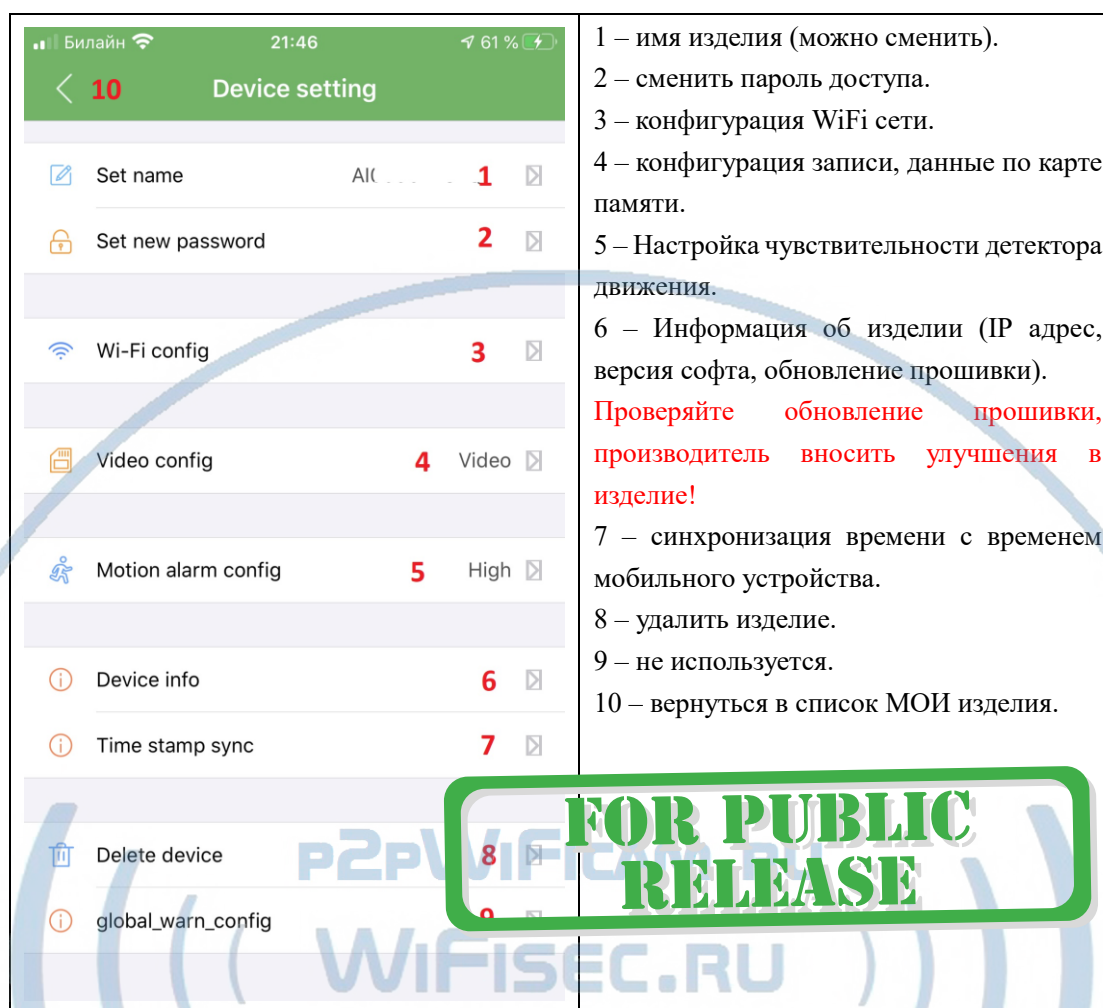 Билайн 21:46 61 %
10 Device setting
Set name AI 1
Set new password 2
Wi-Fi config 3
Video config 4 Video
Motion alarm config 5 High
Device info 6
Time stamp sync 7
Delete device 8
global_warn_config 9
1 – имя изделия (можно сменить).
2 – сменить пароль доступа.
3 – конфигурация WiFi сети.
4 – конфигурация записи, данные по карте
памяти.
5 – Настройка чувствительности детектора
движения.
6 – Информация об изделии (IP адрес,
версия софта, обновление прошивки).
Проверяйте обновление прошивки,
производитель вносить улучшения в
изделие!
7 – синхронизация времени с временем
мобильного устройства.
8 – удалить изделие.
9 – не используется.
10 – вернуться в список МОИ изделия.
FOR PUBLIC
RELEASE
WiFisec.RU